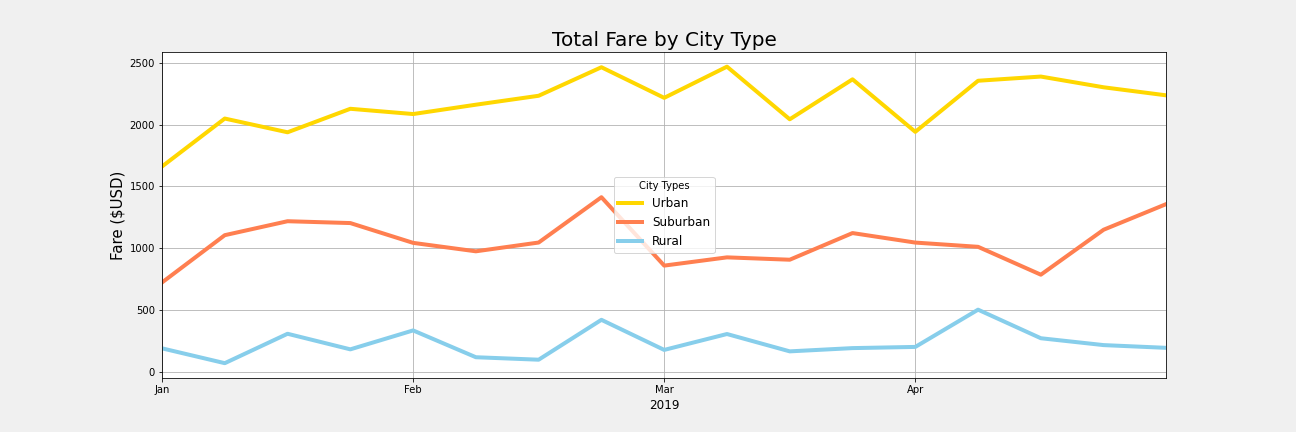 Total Fare by City Type
Fare ($USD)
2500
2000
1500
1000
500
0
City Types
Urban
Suburban
Rural
Jan
Feb
Mar
Apr
2019